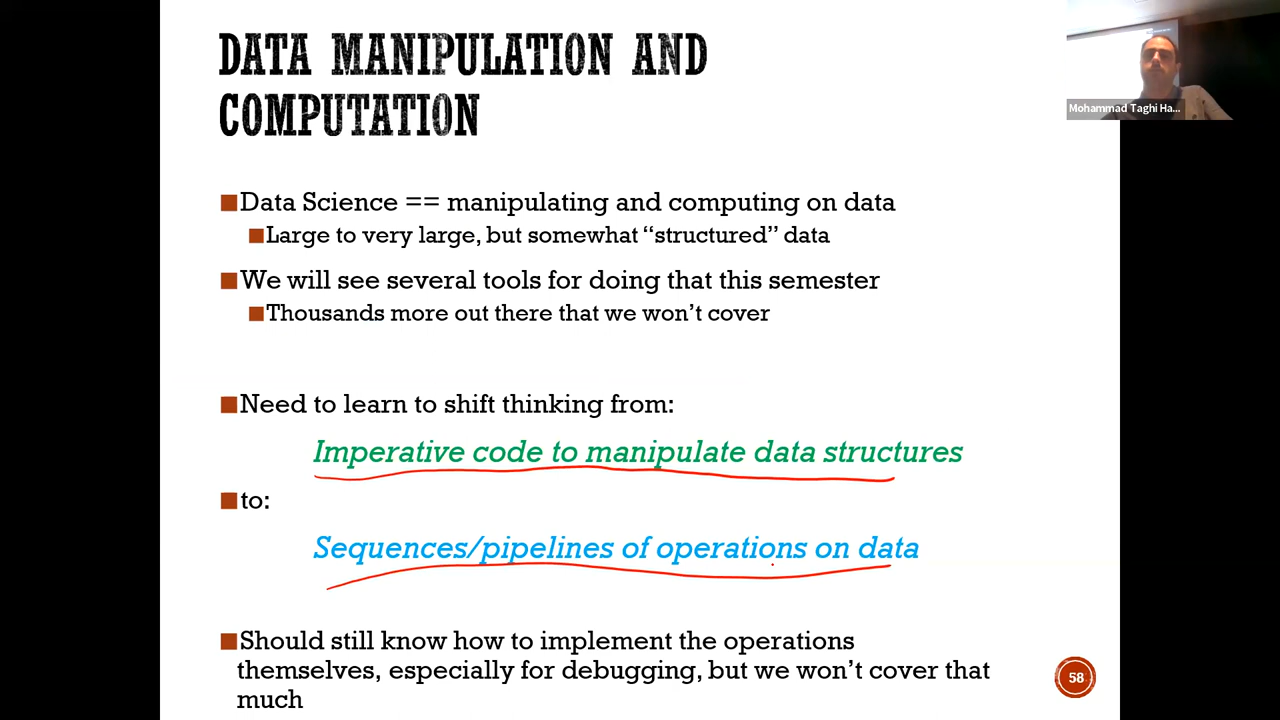 DATA MANIPULATION AND
COMPUTATION
Mohammad Taghi Ha...
Data Science == manipulating and computing on data
Large to very large, but somewhat “structured” data
We will see several tools for doing that this semester
Thousands more out there that we won’t cover
Need to learn to shift thinking from:
Imperative code to manipulate data structures
to:
Sequences/pipelines of operations on data
Should still know how to implement the operations
themselves, especially for debugging, but we won’t cover that
much
58